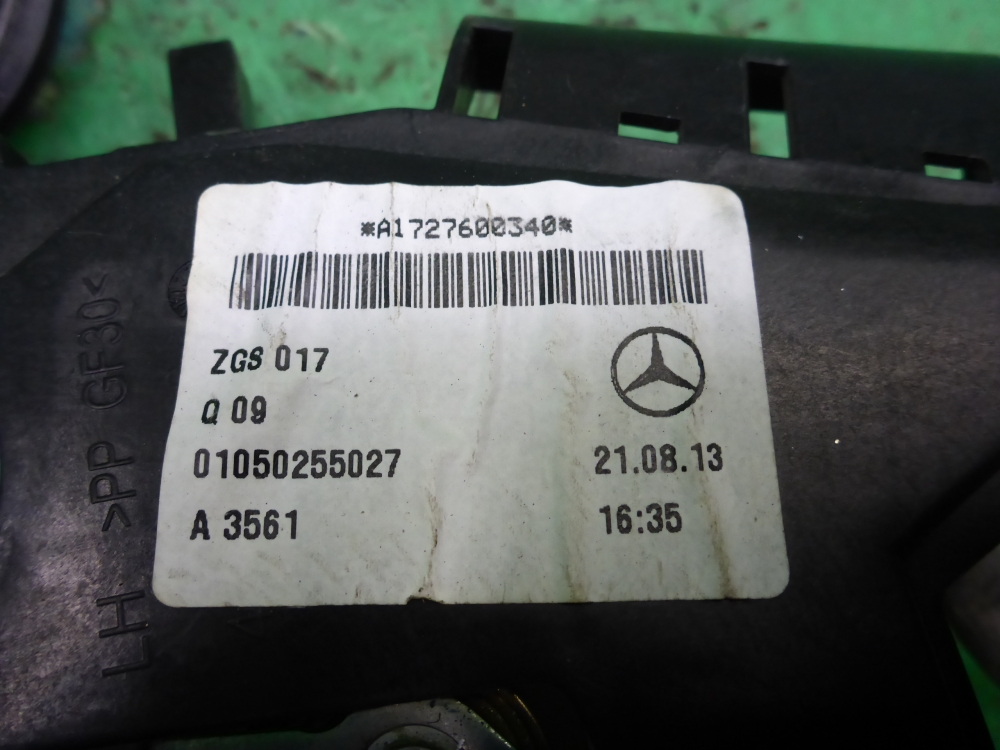 *A1727600340*
ZGS 017
Q 09
01050255027
21.08.13
A 3561
16:35
LH >PP GF30<